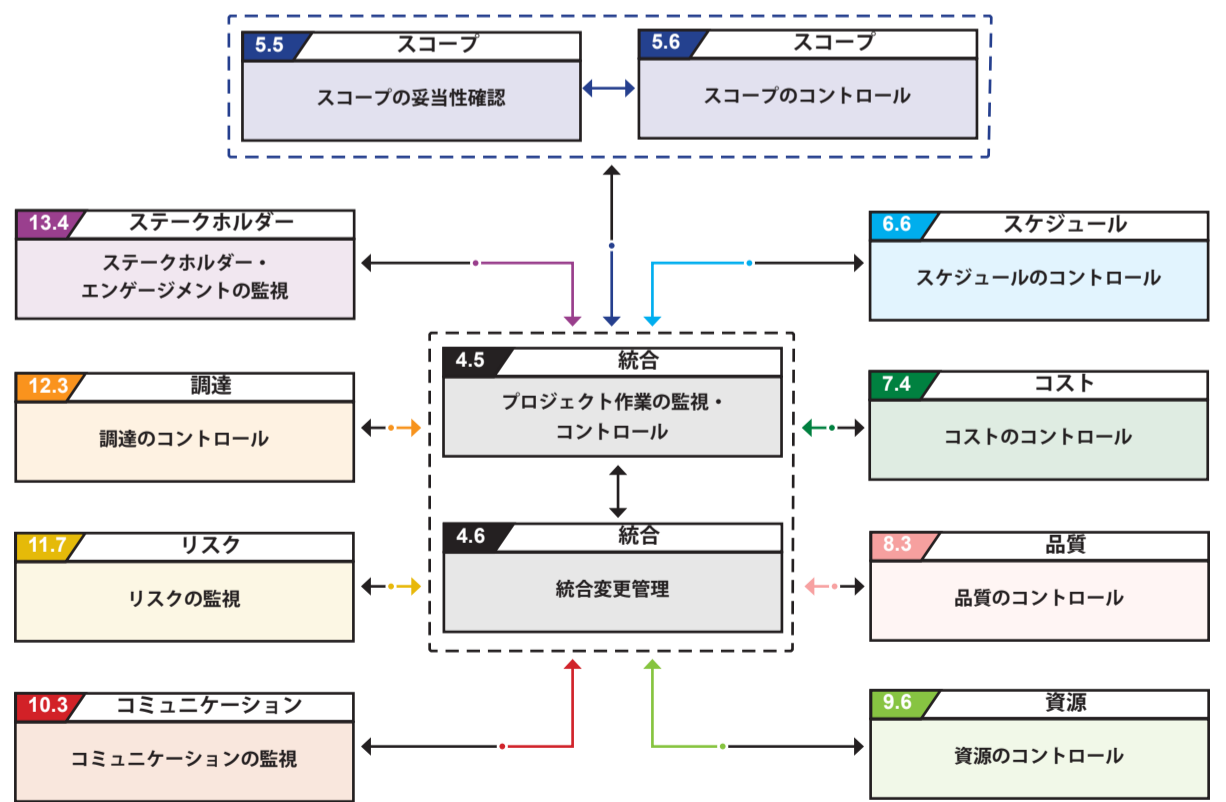 5.5 スコープ
スコープの妥当性確認
5.6 スコープ
スコープのコントロール
13.4 ステークホルダー
ステークホルダー・
エンゲージメントの監視
6.6 スケジュール
スケジュールのコントロール
4.5 統合
プロジェクト作業の監視・
コントロール
12.3 調達
調達のコントロール
7.4 コスト
コストのコントロール
4.6 統合
統合変更管理
11.7 リスク
リスクの監視
8.3 品質
品質のコントロール
10.3 コミュニケーション
コミュニケーションの監視
9.6 資源
資源のコントロール